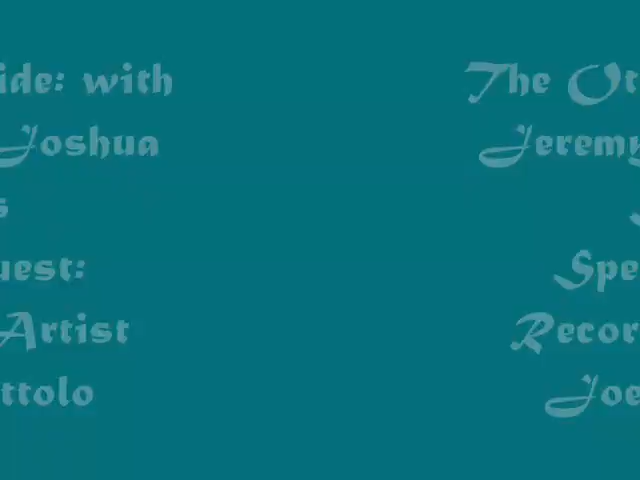 ide: with The Ot
Joshua Jeremy
s
uest: Spe
Artist Recor
ttolo Joe